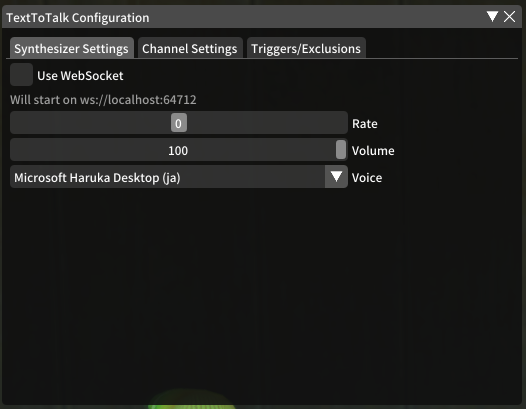 TextToTalk Configuration
Synthesizer Settings Channel Settings Triggers/Exclusions
Use WebSocket
Will start on ws://localhost:64712
0 Rate
100 Volume
Microsoft Haruka Desktop (ja) Voice